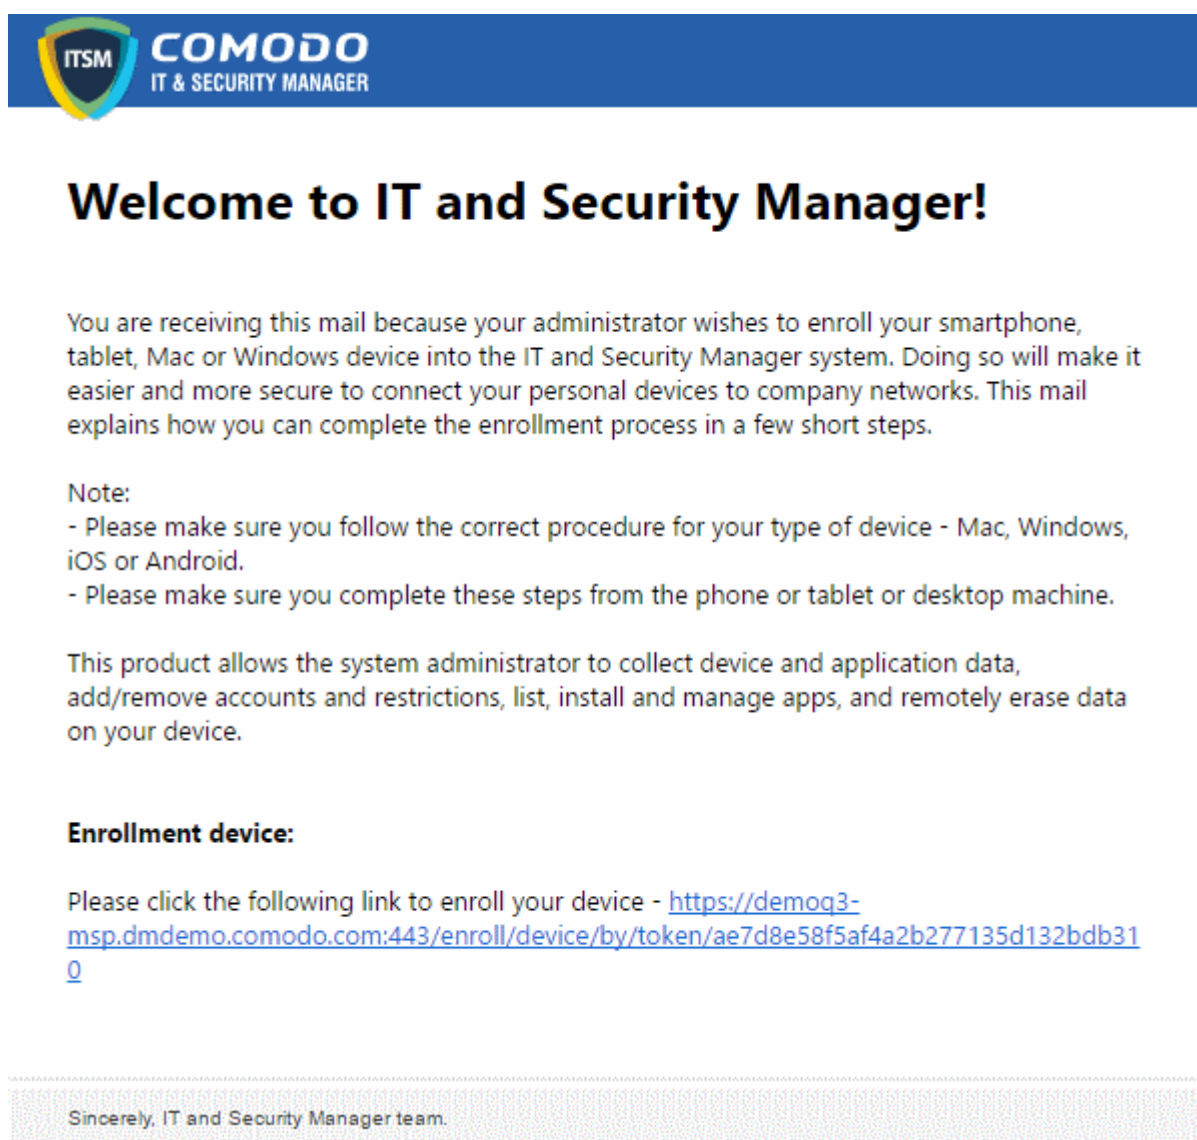 ITSM
COMODO
IT & SECURITY MANAGER
Welcome to IT and Security Manager!
You are receiving this mail because your administrator wishes to enroll your smartphone,
tablet, Mac or Windows device into the IT and Security Manager system. Doing so will make it
easier and more secure to connect your personal devices to company networks. This mail
explains how you can complete the enrollment process in a few short steps.
Note:
- Please make sure you follow the correct procedure for your type of device - Mac, Windows,
iOS or Android.
- Please make sure you complete these steps from the phone or tablet or desktop machine.
This product allows the system administrator to collect device and application data,
add/remove accounts and restrictions, list, install and manage apps, and remotely erase data
on your device.
Enrollment device:
Please click the following link to enroll your device - https://demoq3-
msp.dmdemo.comodo.com:443/enroll/device/by/token/ae7d8e58f5af4a2b277135d132bdb31
0
Sincerely, IT and Security Manager team.